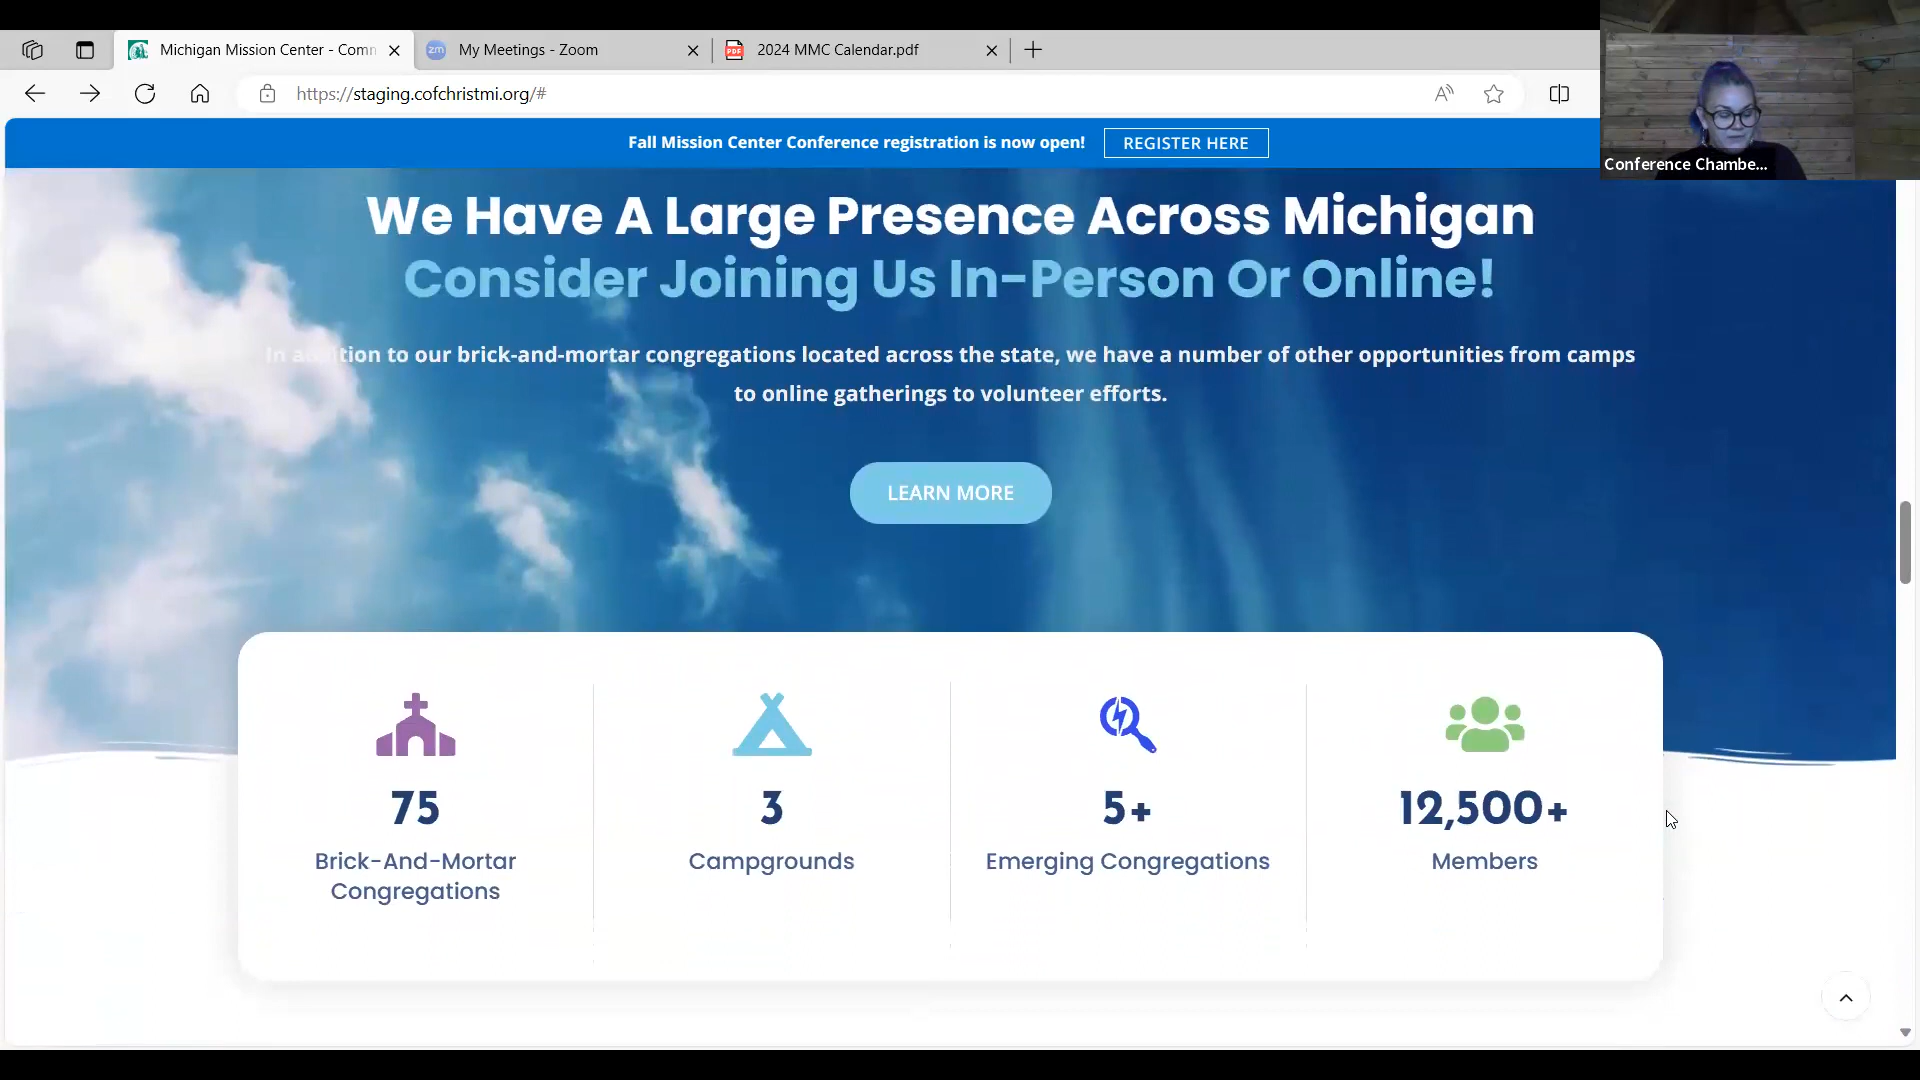 Michigan Mission Center - Comm
My Meetings - Zoom
2024 MMC Calendar.pdf
https://staging.cofchristmi.org/#
Fall Mission Center Conference registration is now open!
REGISTER HERE
Conference Chambe...
We Have A Large Presence Across Michigan
Consider Joining Us In-Person Or Online!
In addition to our brick-and-mortar congregations located across the state, we have a number of other opportunities from camps
to online gatherings to volunteer efforts.
LEARN MORE
75
Brick-And-Mortar
Congregations
3
Campgrounds
5+
Emerging Congregations
12,500+
Members